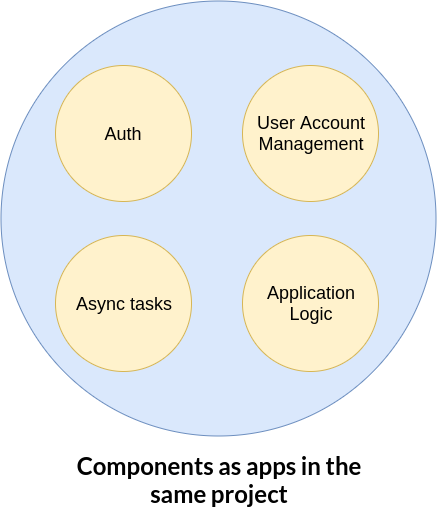 Auth
User Account
Management
Async tasks
Application
Logic
Components as apps in the
same project